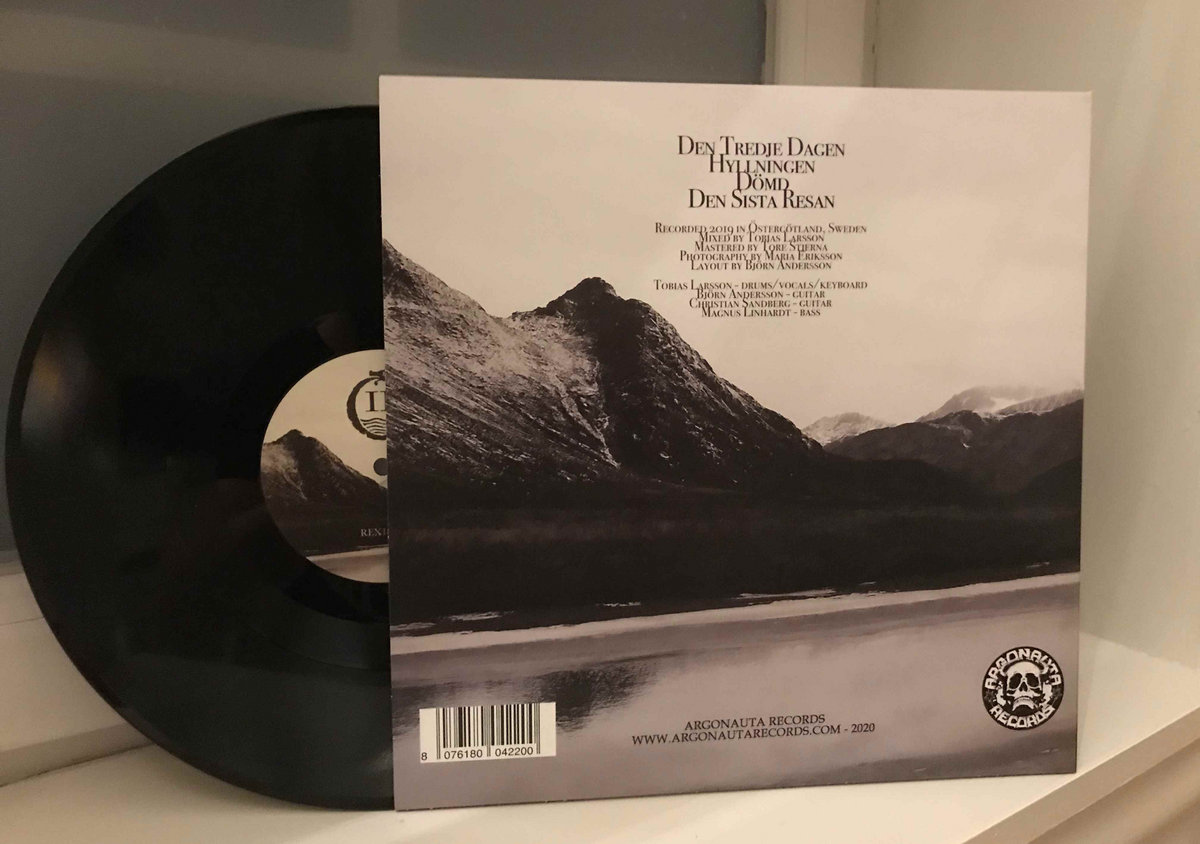 Den Tredje Dagen
Hyllningen
Dömd
Den Sista Resan
Recorded 2019 in Östergötland, Sweden
Mixed by Tobias Larsson
Mastered by Tore Stjerna
Photography by Maria Eriksson
Layout by Björn Andersson
Tobias Larsson - drums/vocals/keyboard
Björn Andersson - guitar
Christian Sandberg - guitar
Magnus Linhardt - bass
ARGONAUTA RECORDS
ARGONAUTA RECORDS
WWW.ARGONAUTARECORDS.COM - 2020
8 076180 042200